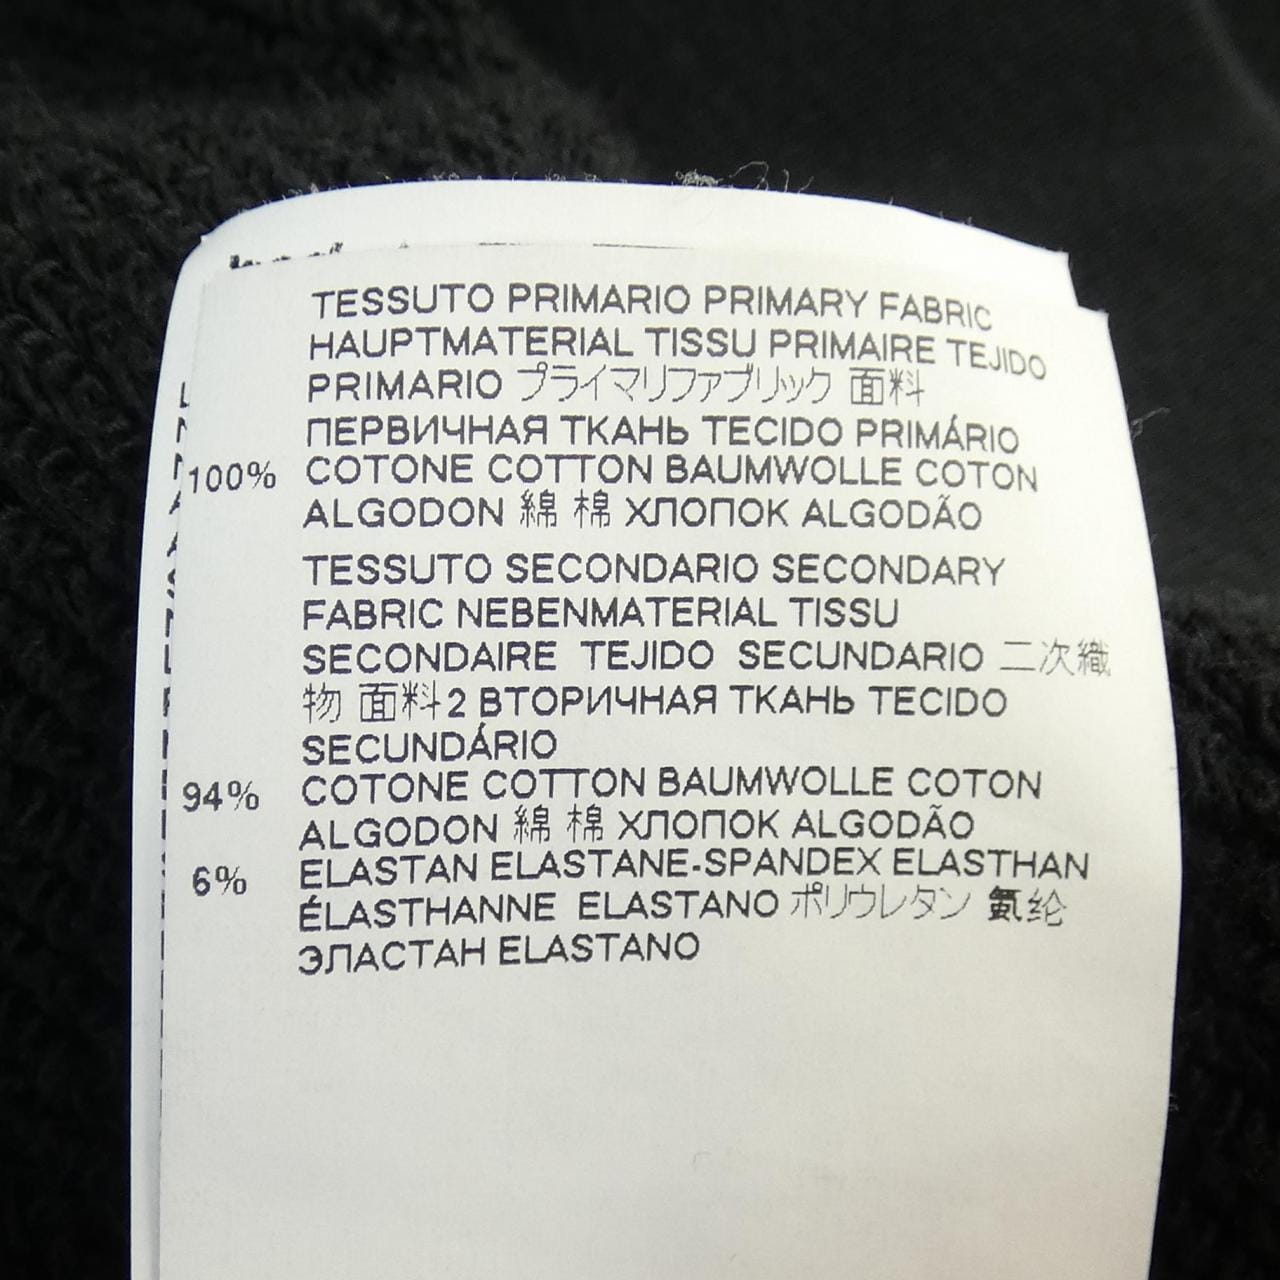 TESSUTO PRIMARIO PRIMARY FABRIC
HAUPTMATERIAL TISSU PRIMAIRE TEJIDO
PRIMARIO プライマリファブリック 面料
ПЕРВИЧНАЯ ТКАНЬ TECIDO PRIMÁRIO
100% COTONE COTTON BAUMWOLLE COTON
ALGODON 綿 棉 ХЛОПОК ALGODÃO
TESSUTO SECONDARIO SECONDARY
FABRIC NEBENMATERIAL TISSU
SECONDAIRE TEJIDO SECUNDARIO 二次織
物 面料2 ВТОРИЧНАЯ ТКАНЬ TECIDO
SECUNDÁRIO
94% COTONE COTTON BAUMWOLLE COTON
ALGODON 綿 棉 ХЛОПОК ALGODÃO
6% ELASTAN ELASTANE-SPANDEX ELASTHAN
ÉLASTHANNE ELASTANO ポリウレタン 氨纶
ЭЛАСТАН ELASTANO